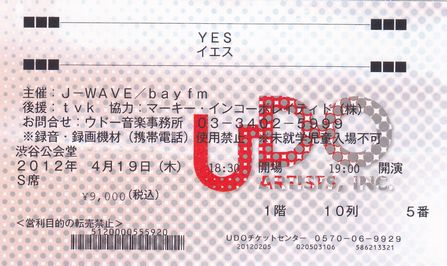 YES
イエス
主催：J－WAVE／bayfm
後援：tvk 協力：マーキー・インコーポレイティド（株）
お問合せ：ウドー音楽事務所 03－3402－5999
※録音・録画機材（携帯電話）使用禁止 ※未就学児童入場不可
渋谷公会堂
2012年 4月19日（木） 18:30 開場 19:00 開演
S席
¥9,000(税込)
UDO
ARTISTS, INC.
1階 10列 5番
＜営利目的の転売禁止＞
5120000555920
UDOチケットセンター 0570-06-9929
20120205 020503106 586213321